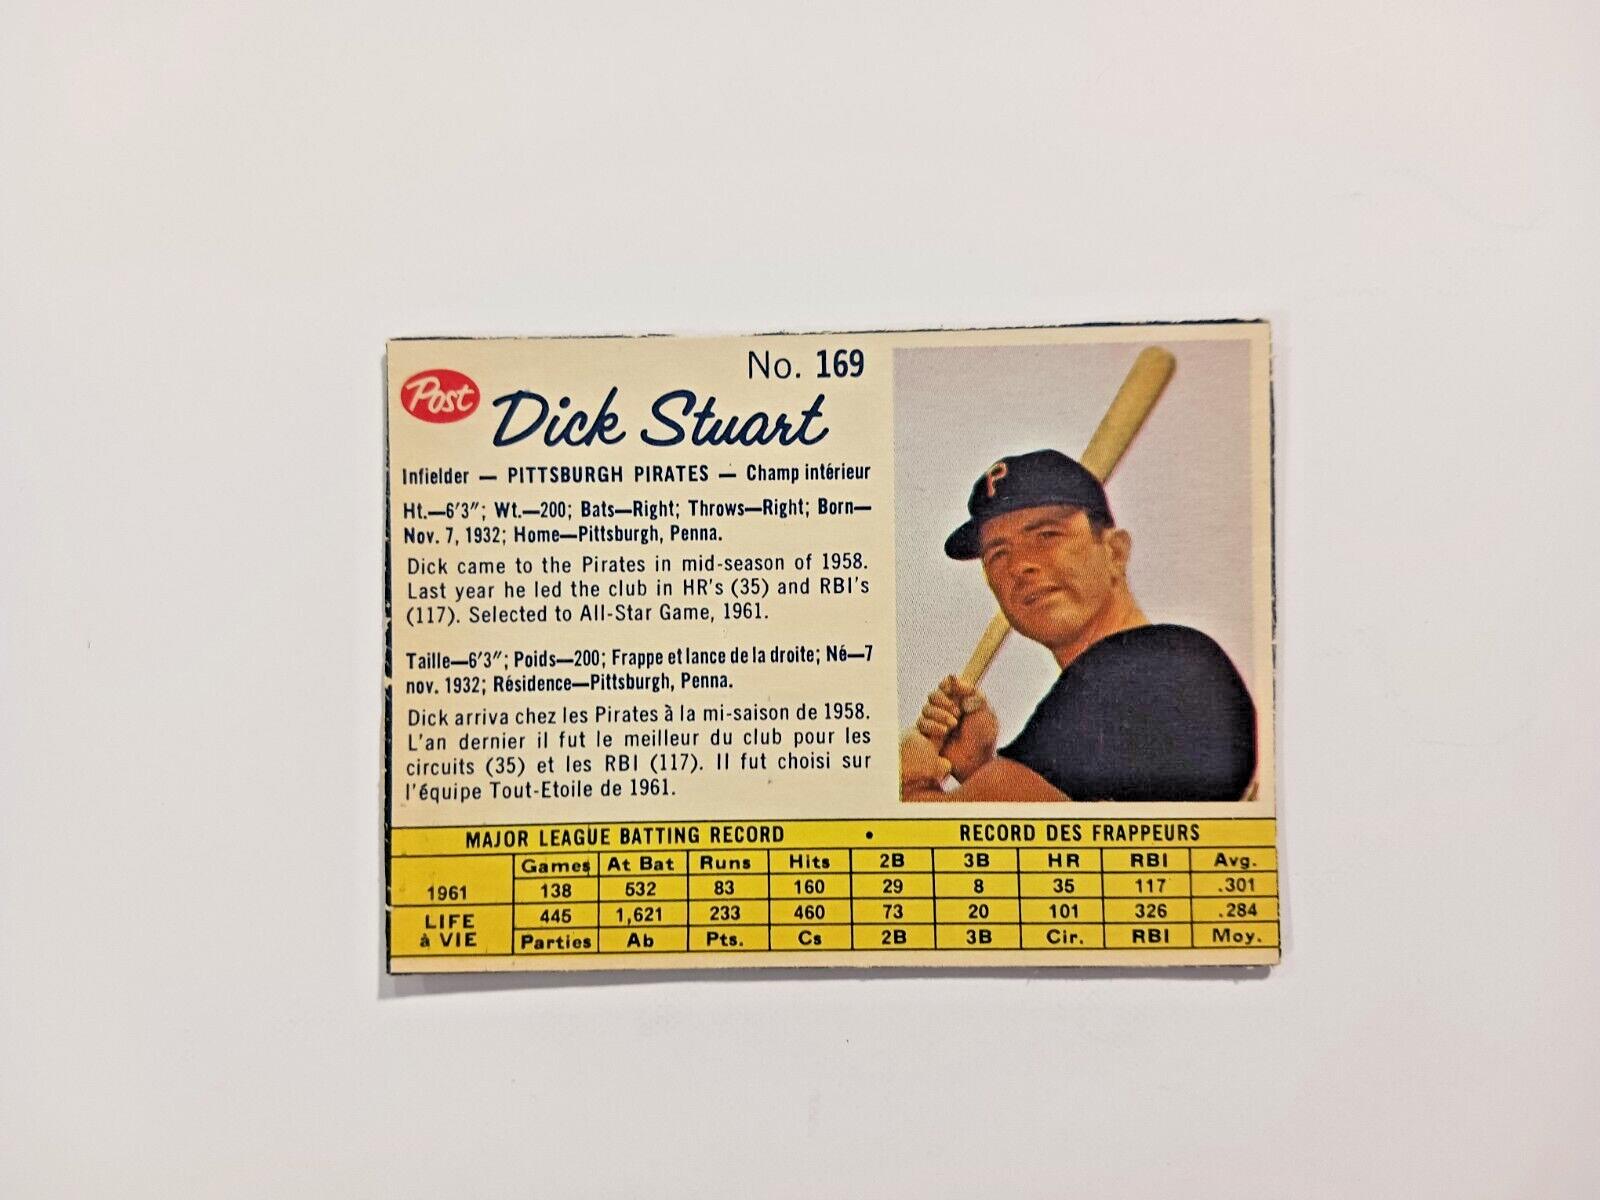 No. 169
Post
Dick Stuart
Infielder — PITTSBURGH PIRATES — Champ intérieur
Ht.—6'3"; Wt.—200; Bats—Right; Throws—Right; Born—
Nov. 7, 1932; Home—Pittsburgh, Penna.
Dick came to the Pirates in mid-season of 1958.
Last year he led the club in HR's (35) and RBI's
(117). Selected to All-Star Game, 1961.
Taille—6'3"; Poids—200; Frappe et lance de la droite; Né—7
nov. 1932; Résidence—Pittsburgh, Penna.
Dick arriva chez les Pirates à la mi-saison de 1958.
L'an dernier il fut le meilleur du club pour les
circuits (35) et les RBI (117). Il fut choisi sur
l'équipe Tout-Etoile de 1961.
MAJOR LEAGUE BATTING RECORD • RECORD DES FRAPPEURS
Games At Bat Runs Hits 2B 3B HR RBI Avg.
1961 138 532 83 160 29 8 35 117 .301
LIFE 445 1,621 233 460 73 20 101 326 .284
à VIE Parties Ab Pts. Cs 2B 3B Cir. RBI Moy.
P